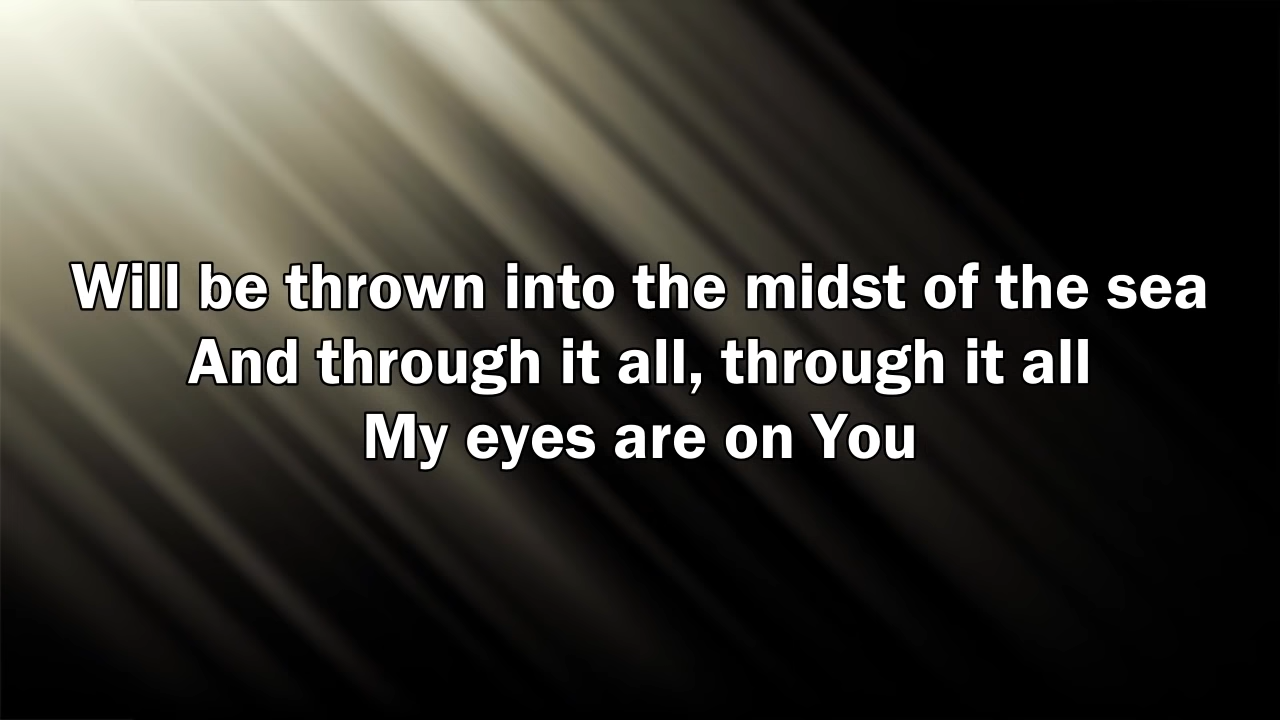 Will be thrown into the midst of the sea
And through it all, through it all
My eyes are on You